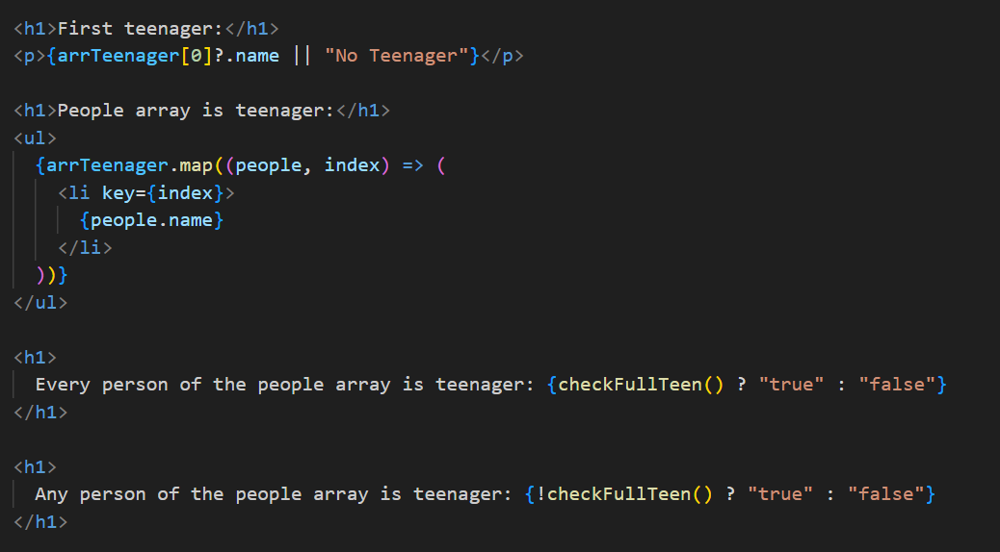 <h1>First teenager:</h1>
<p>{arrTeenager[0]?.name || "No Teenager"}</p>
<h1>People array is teenager:</h1>
<ul>
{arrTeenager.map((people, index) => (
<li key={index}>
{people.name}
</li>
))}
</ul>
<h1>
Every person of the people array is teenager: {checkFullTeen() ? "true" : "false"}
</h1>
<h1>
Any person of the people array is teenager: {!checkFullTeen() ? "true" : "false"}
</h1>